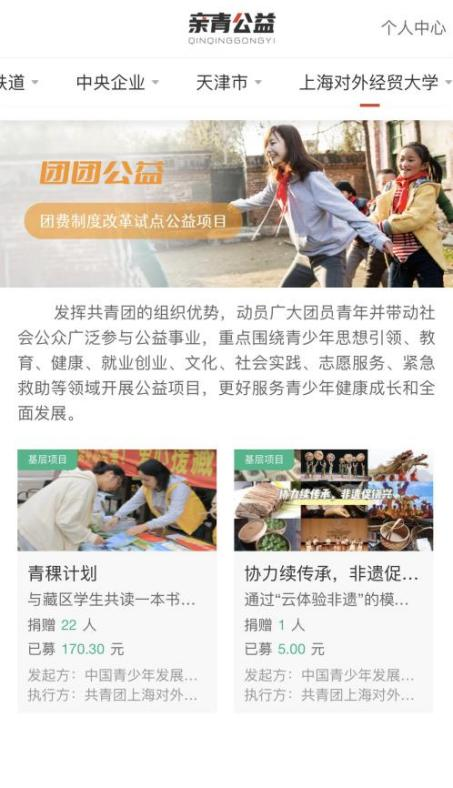 亲青公益
QINQINGGONGYI
个人中心
铁道
中央企业
天津市
上海对外经贸大学
团团公益
团费制度改革试点公益项目
发挥共青团的组织优势，动员广大团员青年并带动社
会公众广泛参与公益事业，重点围绕青少年思想引领、教
育、健康、就业创业、文化、社会实践、志愿服务、紧急
救助等领域开展公益项目，更好服务青少年健康成长和全
面发展。
基层项目
青稞计划
与藏区学生共读一本书…
捐赠 22 人
已募 170.30 元
发起方：中国青少年发展…
执行方：共青团上海对外…
基层项目
协力续传承，非遗促振兴
协力续传承，非遗促…
通过“云体验非遗”的模…
捐赠 1 人
已募 5.00 元
发起方：中国青少年发展…
执行方：共青团上海对外…